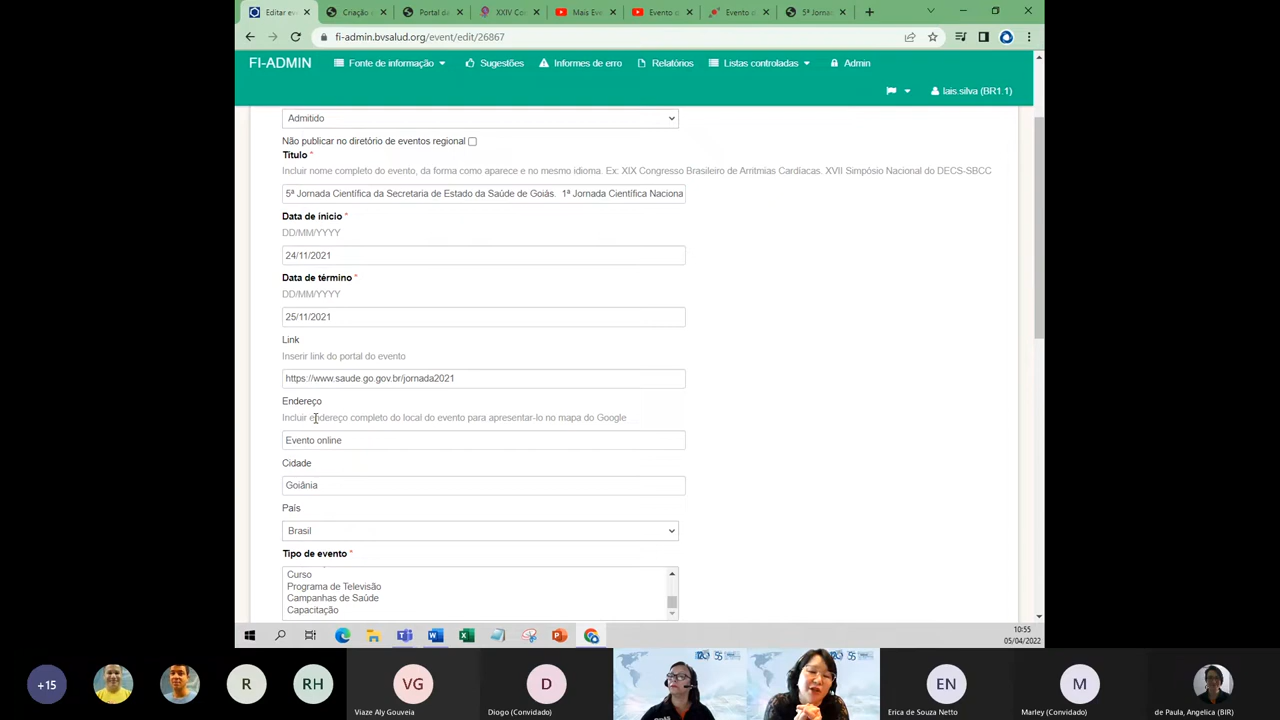 Editar eve
Criação e
Portal da
XXIV Co
Mais Eve
Evento o
Evento d
5ª Jorna
fi-admin.bvsalud.org/event/edit/26867
FI-ADMIN
Fonte de informação
Sugestões
Informes de erro
Relatórios
Listas controladas
Admin
lais.silva (BR1.1)
Admitido
Não publicar no diretório de eventos regional
Titulo *
Incluir nome completo do evento, da forma como aparece e no mesmo idioma. Ex: XIX Congresso Brasileiro de Arritmias Cardíacas. XVII Simpósio Nacional do DECS-SBCC
5ª Jornada Científica da Secretaria de Estado da Saúde de Goiás. 1ª Jornada Científica Naciona
Data de inicio *
DD/MM/YYYY
24/11/2021
Data de término *
DD/MM/YYYY
25/11/2021
Link
Inserir link do portal do evento
https://www.saude.go.gov.br/jornada2021
Endereço
Incluir endereço completo do local do evento para apresentar-lo no mapa do Google
Evento online
Cidade
Goiânia
País
Brasil
Tipo de evento *
Curso
Programa de Televisão
Campanhas de Saúde
Capacitação
10:55
05/04/2022
+15
R
RH
VG
Viaze Aly Gouveia
D
Diogo (Convidado)
EN
Erica de Souza Netto
M
Marley (Convidado)
de Paula, Angelica (BIR)